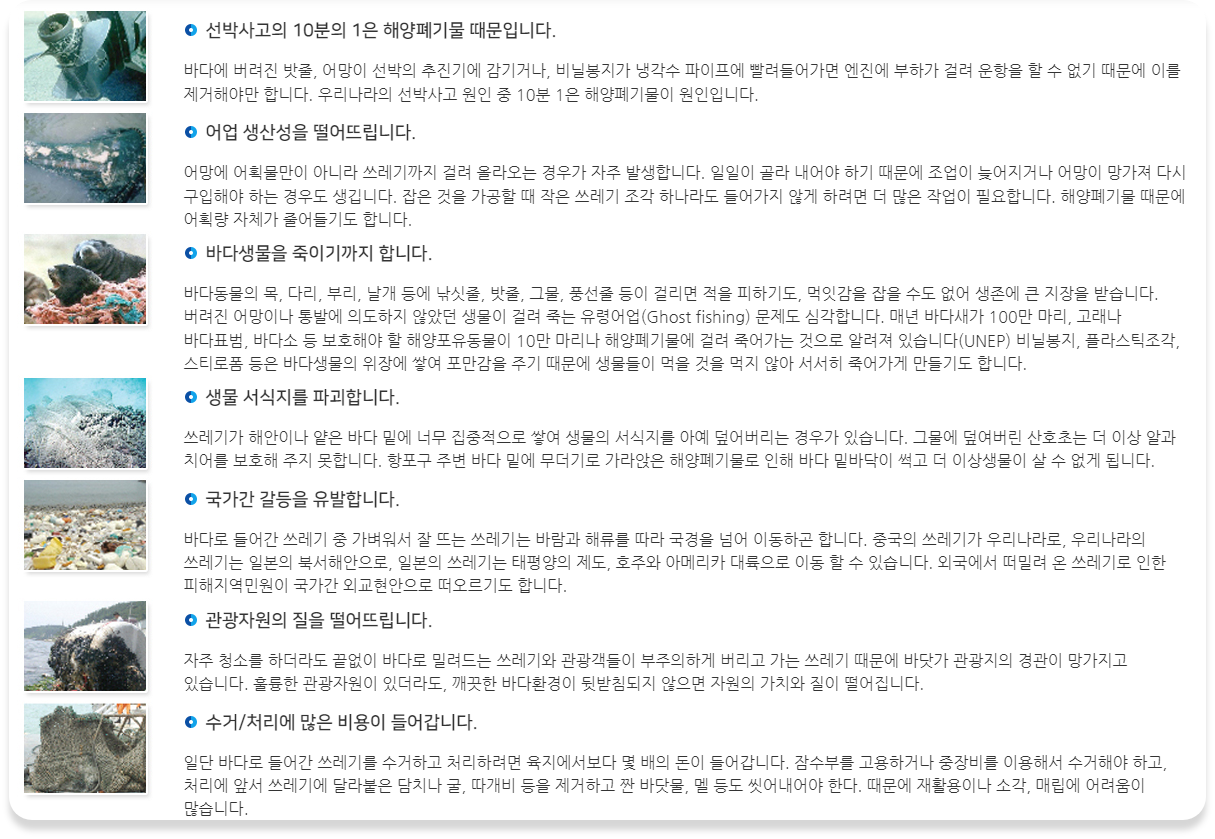 선박사고의 10분의 1은 해양폐기물 때문입니다.
바다에 버려진 밧줄, 어망이 선박의 추진기에 감기거나, 비닐봉지가 냉각수 파이프에 빨려들어가면 엔진에 부하가 걸려 운항을 할 수 없기 때문에 이를
제거해야만 합니다. 우리나라의 선박사고 원인 중 10분 1은 해양폐기물이 원인입니다.
어업 생산성을 떨어뜨립니다.
어망에 어획물만이 아니라 쓰레기까지 걸려 올라오는 경우가 자주 발생합니다. 일일이 골라 내어야 하기 때문에 조업이 늦어지거나 어망이 망가져 다시
구입해야 하는 경우도 생깁니다. 잡은 것을 가공할 때 작은 쓰레기 조각 하나라도 들어가지 않게 하려면 더 많은 작업이 필요합니다. 해양폐기물 때문에
어획량 자체가 줄어들기도 합니다.
바다생물을 죽이기까지 합니다.
바다동물의 목, 다리, 부리, 날개 등에 낚싯줄, 밧줄, 그물, 풍선줄 등이 걸리면 적을 피하기도, 먹잇감을 잡을 수도 없어 생존에 큰 지장을 받습니다.
버려진 어망이나 통발에 의도하지 않았던 생물이 걸려 죽는 유령어업(Ghost fishing) 문제도 심각합니다. 매년 바다새가 100만 마리, 고래나
바다표범, 바다소 등 보호해야 할 해양포유동물이 10만 마리나 해양폐기물에 걸려 죽어가는 것으로 알려져 있습니다(UNEP) 비닐봉지, 플라스틱조각,
스티로폼 등은 바다생물의 위장에 쌓여 포만감을 주기 때문에 생물들이 먹을 것을 먹지 않아 서서히 죽어가게 만들기도 합니다.
생물 서식지를 파괴합니다.
쓰레기가 해안이나 얕은 바다 밑에 너무 집중적으로 쌓여 생물의 서식지를 아예 덮어버리는 경우가 있습니다. 그물에 덮여버린 산호초는 더 이상 알과
치어를 보호해 주지 못합니다. 항포구 주변 바다 밑에 무더기로 가라앉은 해양폐기물로 인해 바다 밑바닥이 썩고 더 이상생물이 살 수 없게 됩니다.
국가간 갈등을 유발합니다.
바다로 들어간 쓰레기 중 가벼워서 잘 뜨는 쓰레기는 바람과 해류를 따라 국경을 넘어 이동하곤 합니다. 중국의 쓰레기가 우리나라로, 우리나라의
쓰레기는 일본의 북서해안으로, 일본의 쓰레기는 태평양의 제도, 호주와 아메리카 대륙으로 이동 할 수 있습니다. 외국에서 떠밀려 온 쓰레기로 인한
피해지역민원이 국가간 외교현안으로 떠오르기도 합니다.
관광자원의 질을 떨어뜨립니다.
자주 청소를 하더라도 끝없이 바다로 밀려드는 쓰레기와 관광객들이 부주의하게 버리고 가는 쓰레기 때문에 바닷가 관광지의 경관이 망가지고
있습니다. 훌륭한 관광자원이 있더라도, 깨끗한 바다환경이 뒷받침되지 않으면 자원의 가치와 질이 떨어집니다.
수거/처리에 많은 비용이 들어갑니다.
일단 바다로 들어간 쓰레기를 수거하고 처리하려면 육지에서보다 몇 배의 돈이 들어갑니다. 잠수부를 고용하거나 중장비를 이용해서 수거해야 하고,
처리에 앞서 쓰레기에 달라붙은 담치나 굴, 따개비 등을 제거하고 짠 바닷물, 뻘 등도 씻어내어야 한다. 때문에 재활용이나 소각, 매립에 어려움이
많습니다.